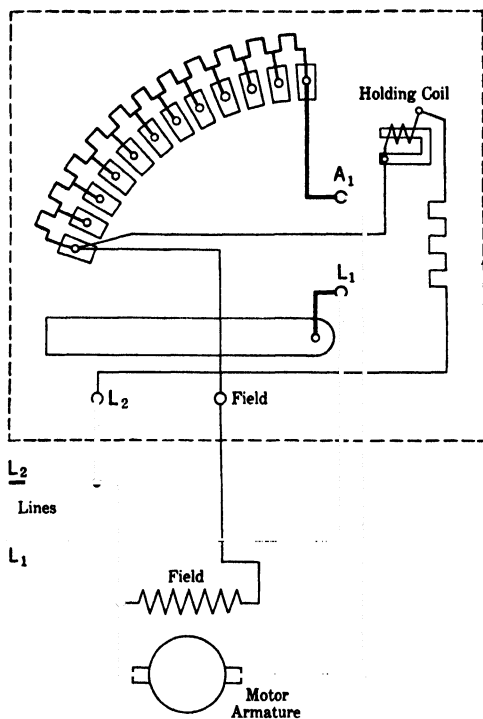 Holding Coil
A₁
L₁
L₂
Field
L₂
Lines
L₁
Field
Motor
Armature